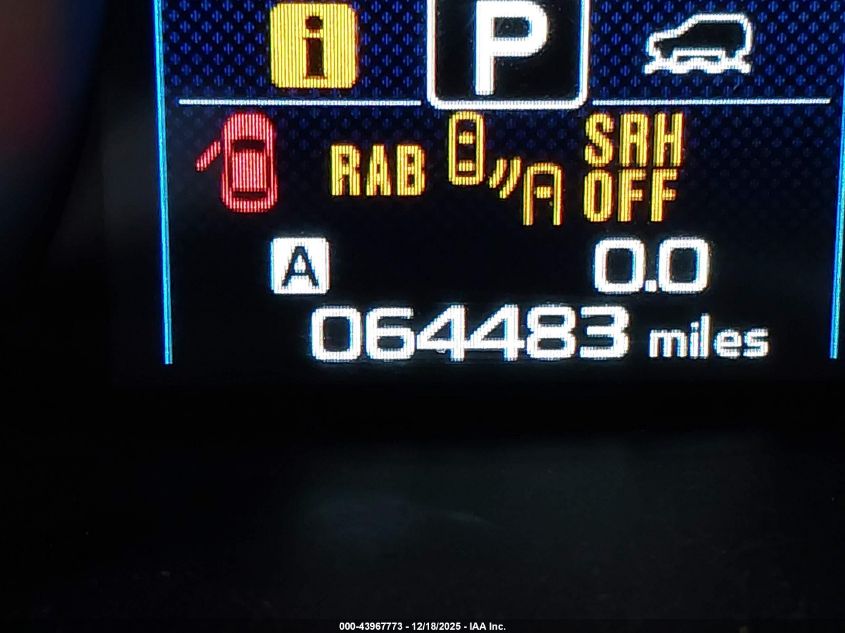 i P
RAB SRH OFF
A 0.0
064483 miles
000-43967773 - 12/18/2025 - IAA Inc.